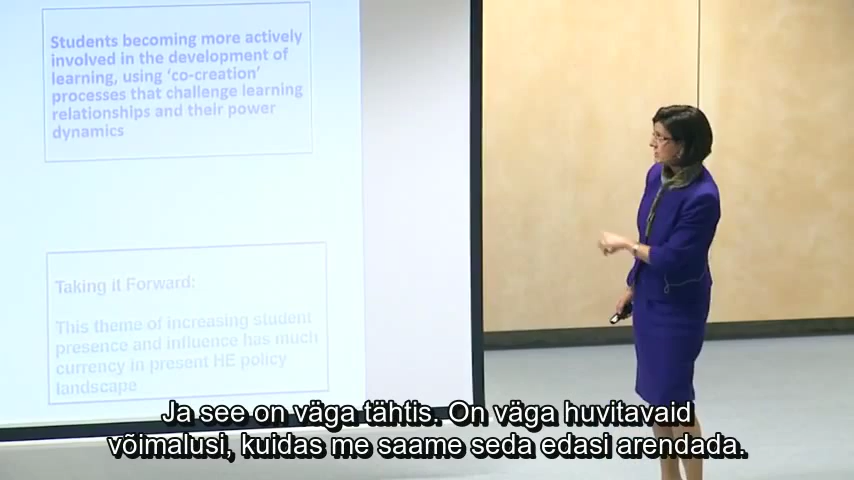 Students becoming more actively
involved in the development of
learning, using ‘co-creation’
processes that challenge learning
relationships and their power
dynamics
Taking it Forward:
This theme of increasing student
presence and influence has much
currency in present HE policy
landscape
Ja see on väga tähtis. On väga huvitavaid
võimalusi, kuidas me saame seda edasi arendada.